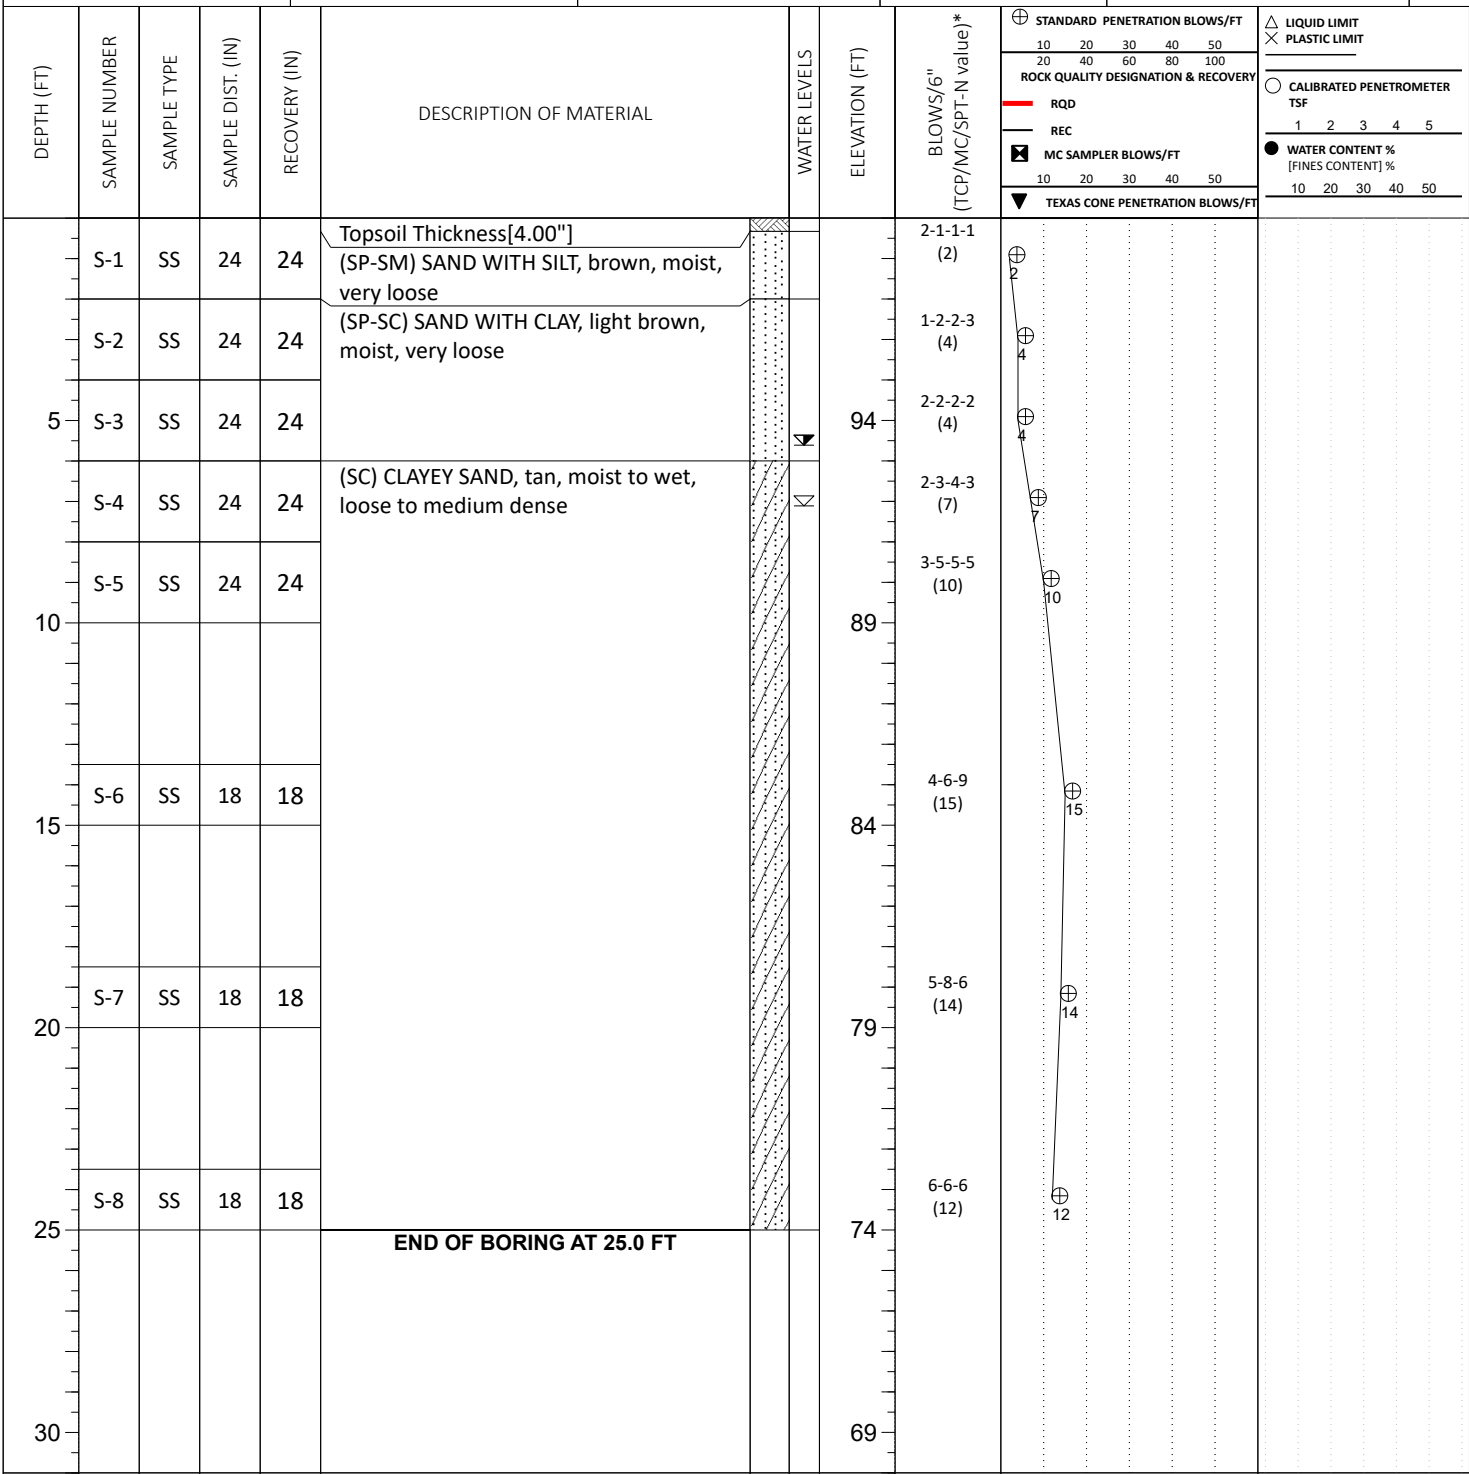 DEPTH (FT)
SAMPLE NUMBER
SAMPLE TYPE
SAMPLE DIST. (IN)
RECOVERY (IN)
DESCRIPTION OF MATERIAL
WATER LEVELS
ELEVATION (FT)
BLOWS/6"
(TCP/MC/SPT-N value)*
STANDARD PENETRATION BLOWS/FT
10 20 30 40 50
20 40 60 80 100
ROCK QUALITY DESIGNATION & RECOVERY
RQD
REC
MC SAMPLER BLOWS/FT
10 20 30 40 50
TEXAS CONE PENETRATION BLOWS/FT
LIQUID LIMIT
PLASTIC LIMIT
CALIBRATED PENETROMETER
TSF
1 2 3 4 5
WATER CONTENT %
[FINES CONTENT] %
10 20 30 40 50
Topsoil Thickness[4.00"]
S-1 SS 24 24
(SP-SM) SAND WITH SILT, brown, moist,
very loose
2-1-1-1
(2)
2
S-2 SS 24 24
(SP-SC) SAND WITH CLAY, light brown,
moist, very loose
1-2-2-3
(4)
4
5
S-3 SS 24 24
94
2-2-2-2
(4)
4
S-4 SS 24 24
(SC) CLAYEY SAND, tan, moist to wet,
loose to medium dense
2-3-4-3
(7)
7
S-5 SS 24 24
3-5-5-5
(10)
10
10
89
S-6 SS 18 18
4-6-9
(15)
15
15
84
S-7 SS 18 18
5-8-6
(14)
14
20
79
S-8 SS 18 18
6-6-6
(12)
12
25
74
END OF BORING AT 25.0 FT
30
69